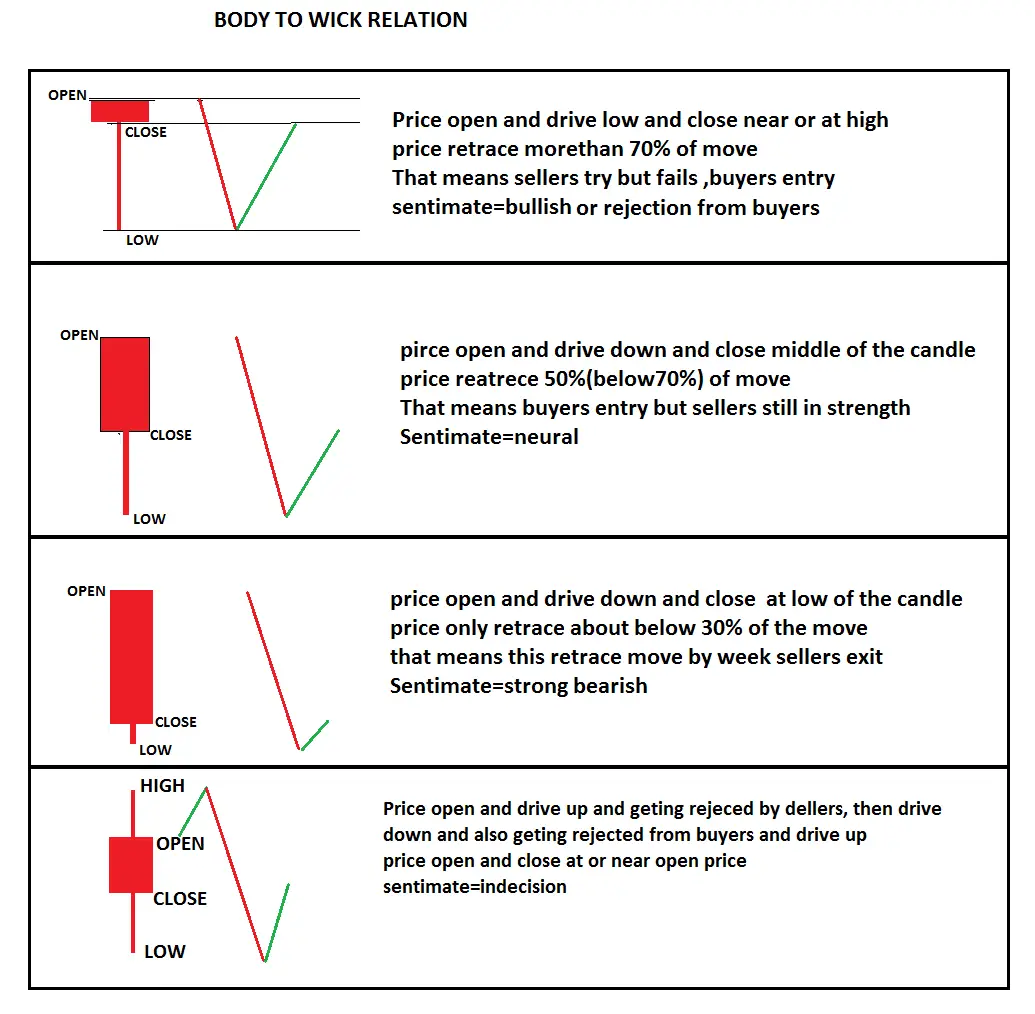 BODY TO WICK RELATION
OPEN
CLOSE
LOW
Price open and drive low and close near or at high
price retrace morethan 70% of move
That means sellers try but fails ,buyers entry
sentimate=bullish or rejection from buyers
OPEN
CLOSE
LOW
pirce open and drive down and close middle of the candle
price reatrece 50%(below70%) of move
That means buyers entry but sellers still in strength
Sentimate=neural
OPEN
CLOSE
LOW
price open and drive down and close at low of the candle
price only retrace about below 30% of the move
that means this retrace move by week sellers exit
Sentimate=strong bearish
HIGH
OPEN
CLOSE
LOW
Price open and drive up and geting rejeced by dellers, then drive
down and also geting rejected from buyers and drive up
price open and close at or near open price
sentimate=indecision